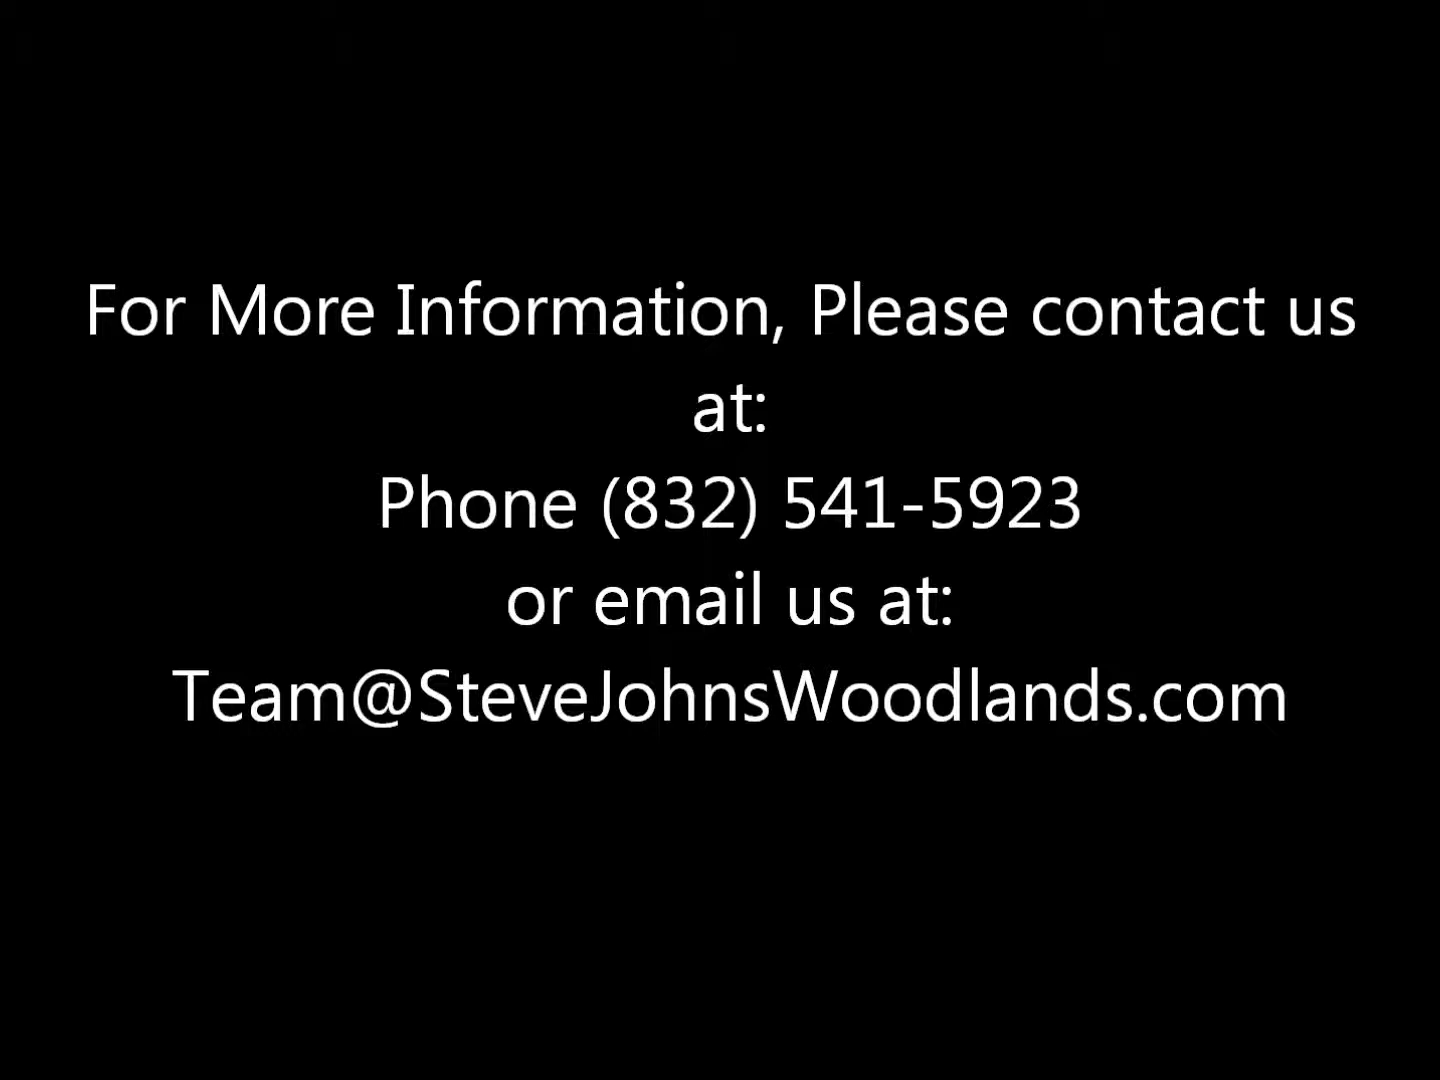 For More Information, Please contact us
at:
Phone (832) 541-5923
or email us at:
Team@SteveJohnsWoodlands.com